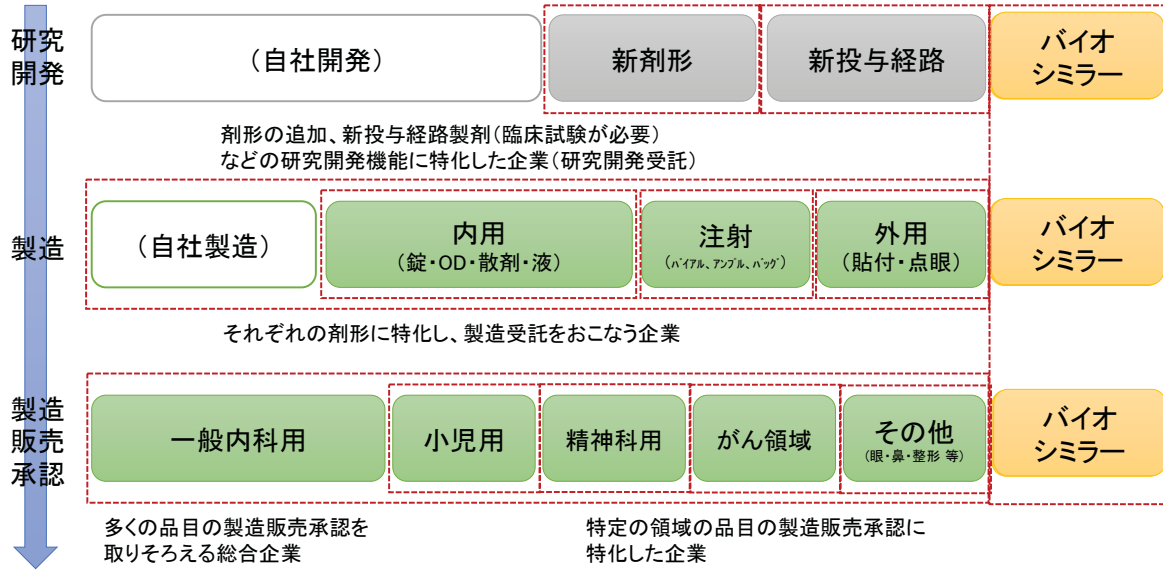 研究
開発
(自社開発)
新剤形
新投与経路
バイオ
シミラー
剤形の追加、新投与経路製剤(臨床試験が必要)
などの研究開発機能に特化した企業(研究開発受託)
製造
(自社製造)
内用
(錠・OD・散剤・液)
注射
(バイアル、アンプル、バッグ)
外用
(貼付・点眼)
バイオ
シミラー
それぞれの剤形に特化し、製造受託をおこなう企業
製造
販売
承認
一般内科用
小児用
精神科用
がん領域
その他
(眼・鼻・整形 等)
バイオ
シミラー
多くの品目の製造販売承認を
取りそろえる総合企業
特定の領域の品目の製造販売承認に
特化した企業